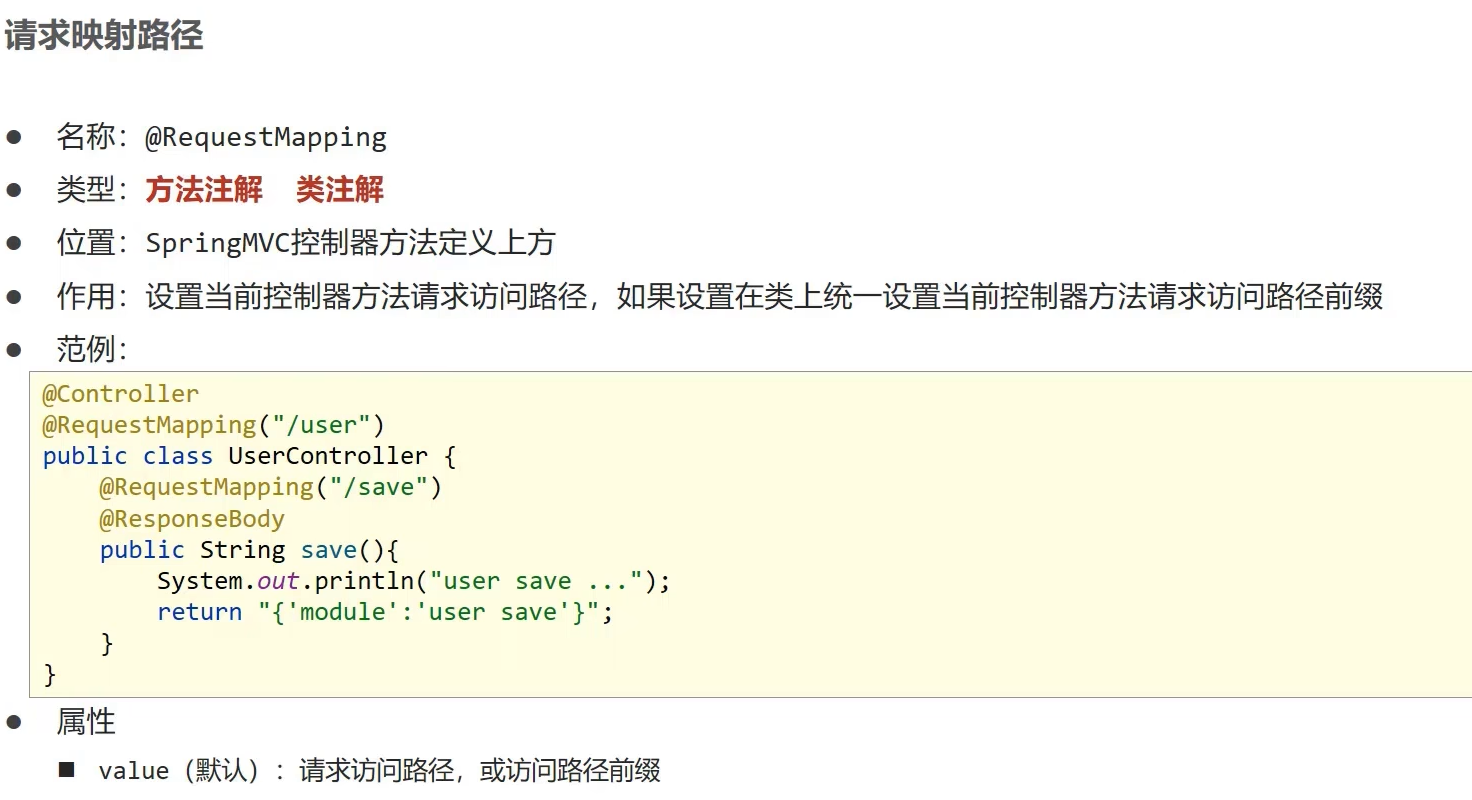 请求映射路径
● 名称：@RequestMapping
● 类型：方法注解 类注解
● 位置：SpringMVC控制器方法定义上方
● 作用：设置当前控制器方法请求访问路径，如果设置在类上统一设置当前控制器方法请求访问路径前缀
● 范例：
@Controller
@RequestMapping("/user")
public class UserController {
    @RequestMapping("/save")
    @ResponseBody
    public String save(){
        System.out.println("user save ...");
        return "{'module':'user save'}";
    }
}
● 属性
■ value（默认）：请求访问路径，或访问路径前缀